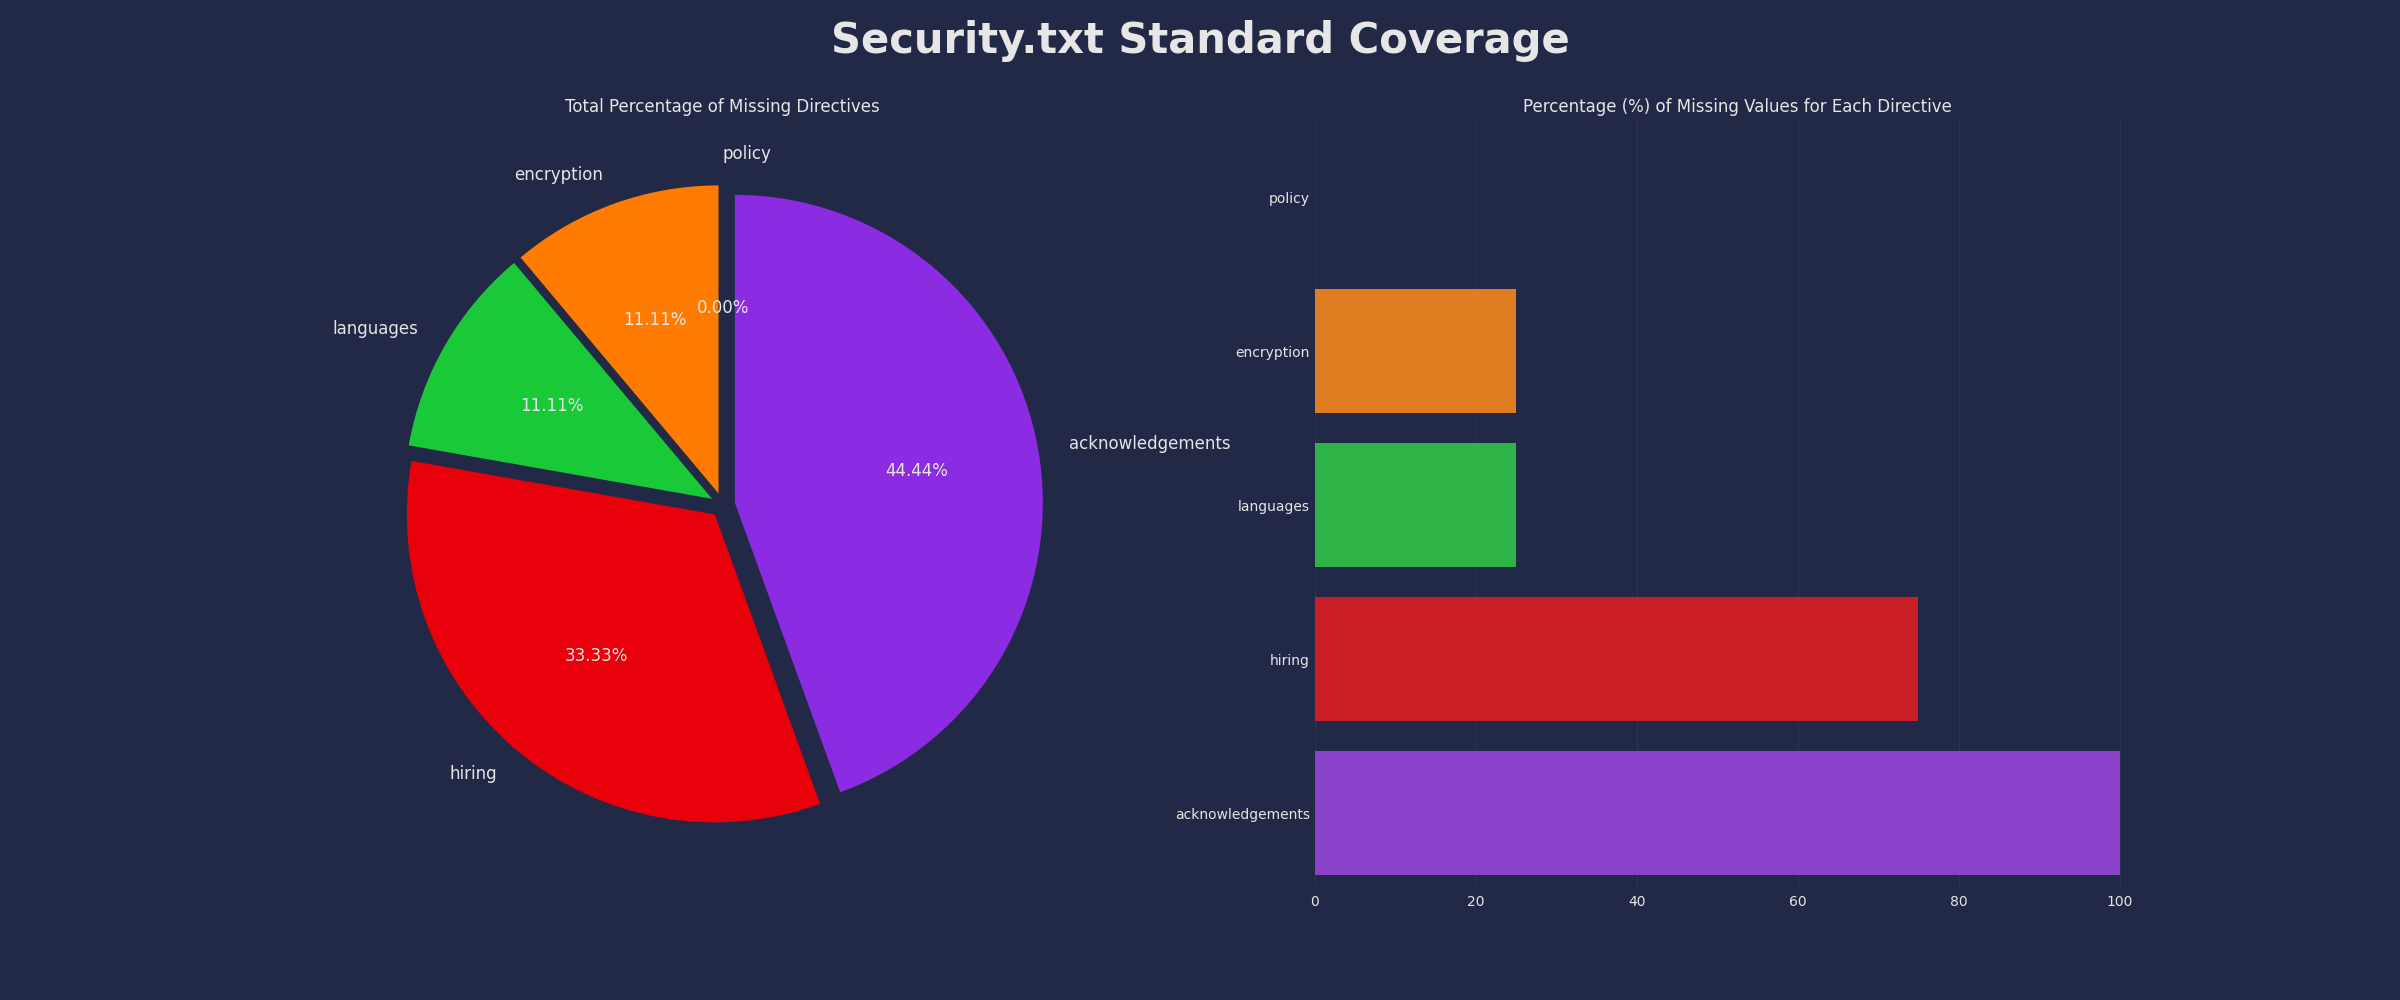 Security.txt Standard Coverage
Total Percentage of Missing Directives
policy
encryption
languages
hiring
acknowledgements
0.00%
11.11%
11.11%
33.33%
44.44%
Percentage (%) of Missing Values for Each Directive
policy
encryption
languages
hiring
acknowledgements
0 20 40 60 80 100